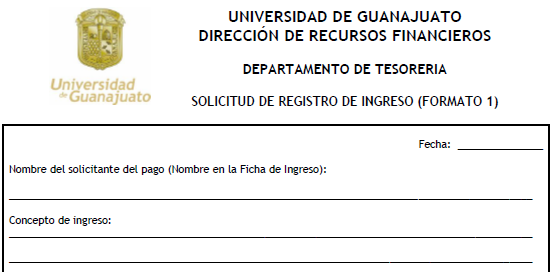 UNIVERSIDAD DE GUANAJUATO
DIRECCIÓN DE RECURSOS FINANCIEROS
DEPARTAMENTO DE TESORERIA
Universidad
de Guanajuato
SOLICITUD DE REGISTRO DE INGRESO (FORMATO 1)
Fecha:
Nombre del solicitante del pago (Nombre en la Ficha de Ingreso):
Concepto de ingreso: